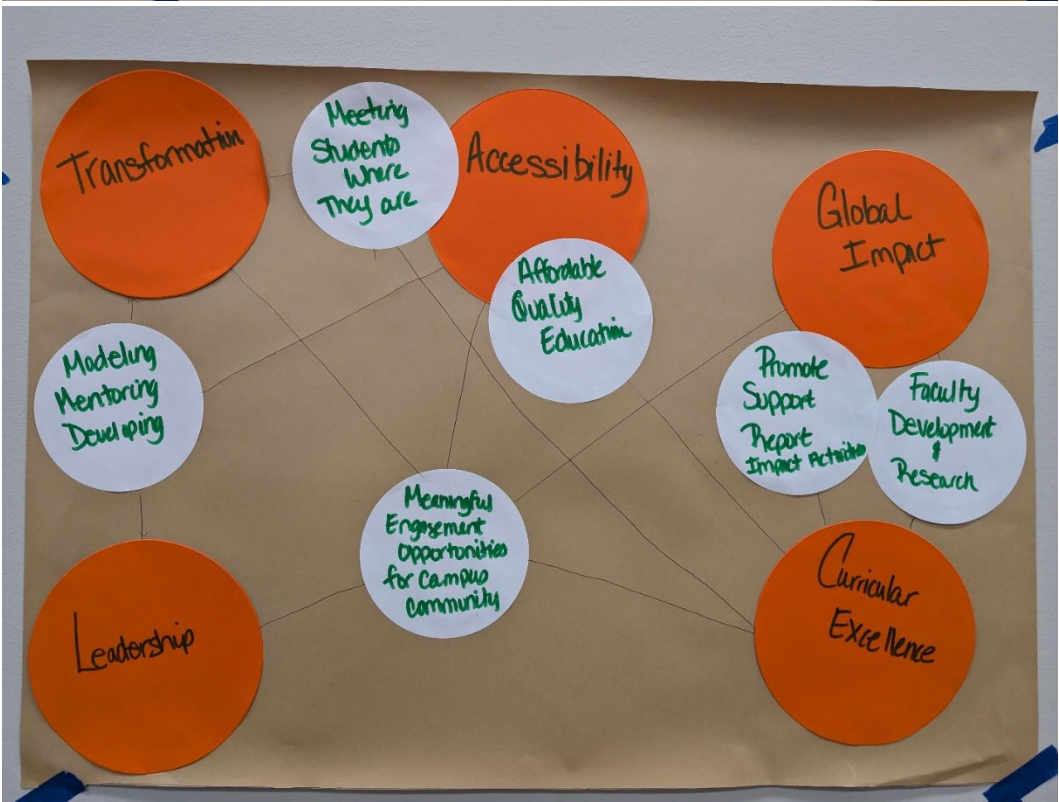 Transformation
Meeting
Students
Where
They are
Accessibility
Global
Impact
Affordable
Quality
Education
Modeling
Mentoring
Developing
Promote
Support
Report
Impact Activities
Faculty
Development
&
Research
Meaningful
Engagement
Opportunities
for Campus
Community
Leadership
Curricular
Excellence